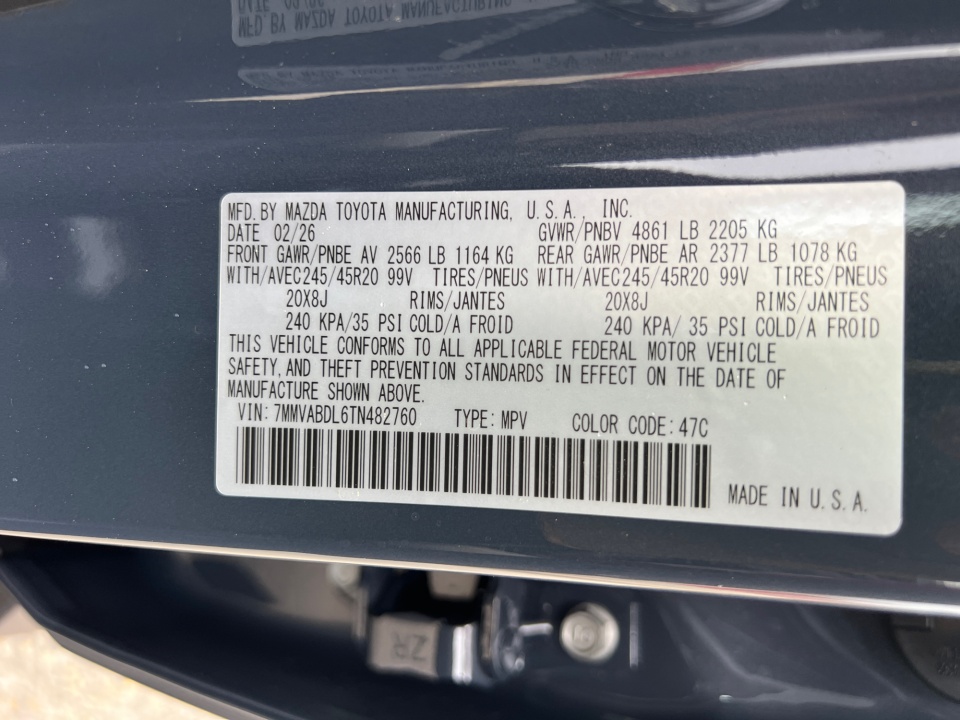 MFD. BY MAZDA TOYOTA MANUFACTURING, U.S.A., INC.
DATE 02/26 GVWR/PNBV 4861 LB 2205 KG
FRONT GAWR/PNBE AV 2566 LB 1164 KG REAR GAWR/PNBE AR 2377 LB 1078 KG
WITH/AVEC245/45R20 99V TIRES/PNEUS WITH/AVEC245/45R20 99V TIRES/PNEUS
20X8J RIMS/JANTES 20X8J RIMS/JANTES
240 KPA/35 PSI COLD/A FROID 240 KPA/ 35 PSI COLD/A FROID
THIS VEHICLE CONFORMS TO ALL APPLICABLE FEDERAL MOTOR VEHICLE
SAFETY, AND THEFT PREVENTION STANDARDS IN EFFECT ON THE DATE OF
MANUFACTURE SHOWN ABOVE.
VIN: 7MMVABDL6TN482760 TYPE: MPV COLOR CODE: 47C
MADE IN U.S.A.
ZR